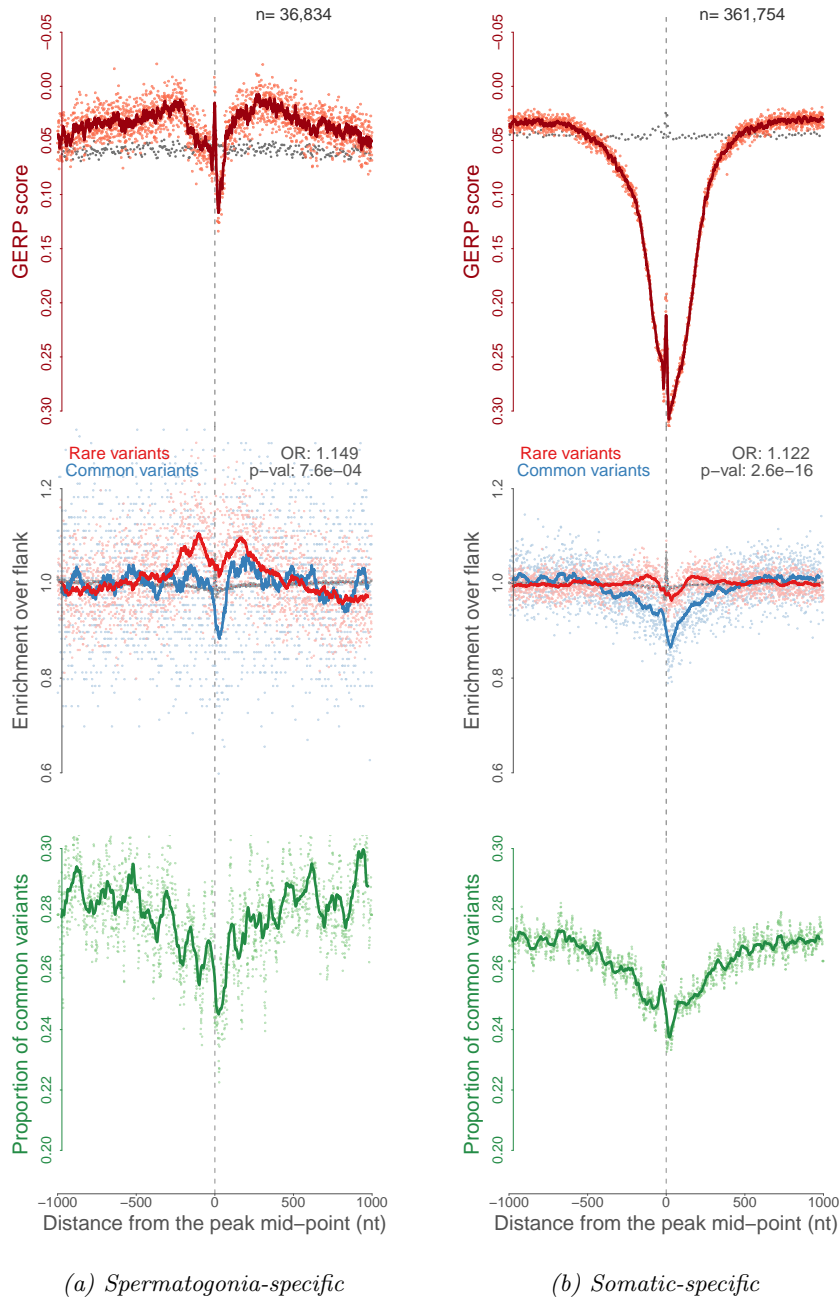 n= 36,834
−0.05
0.00
0.05
0.10
0.15
0.20
0.25
0.30
GERP score
n= 361,754
−0.05
0.00
0.05
0.10
0.15
0.20
0.25
0.30
GERP score
Rare variants
Common variants
OR: 1.149
p−val: 7.6e−04
1.2
1.0
0.8
0.6
Enrichment over flank
Rare variants
Common variants
OR: 1.122
p−val: 2.6e−16
1.2
1.0
0.8
0.6
Enrichment over flank
0.30
0.28
0.26
0.24
0.22
0.20
Proportion of common variants
0.30
0.28
0.26
0.24
0.22
0.20
Proportion of common variants
−1000 −500 0 500 1000
Distance from the peak mid−point (nt)
−1000 −500 0 500 1000
Distance from the peak mid−point (nt)
(a) Spermatogonia-specific
(b) Somatic-specific